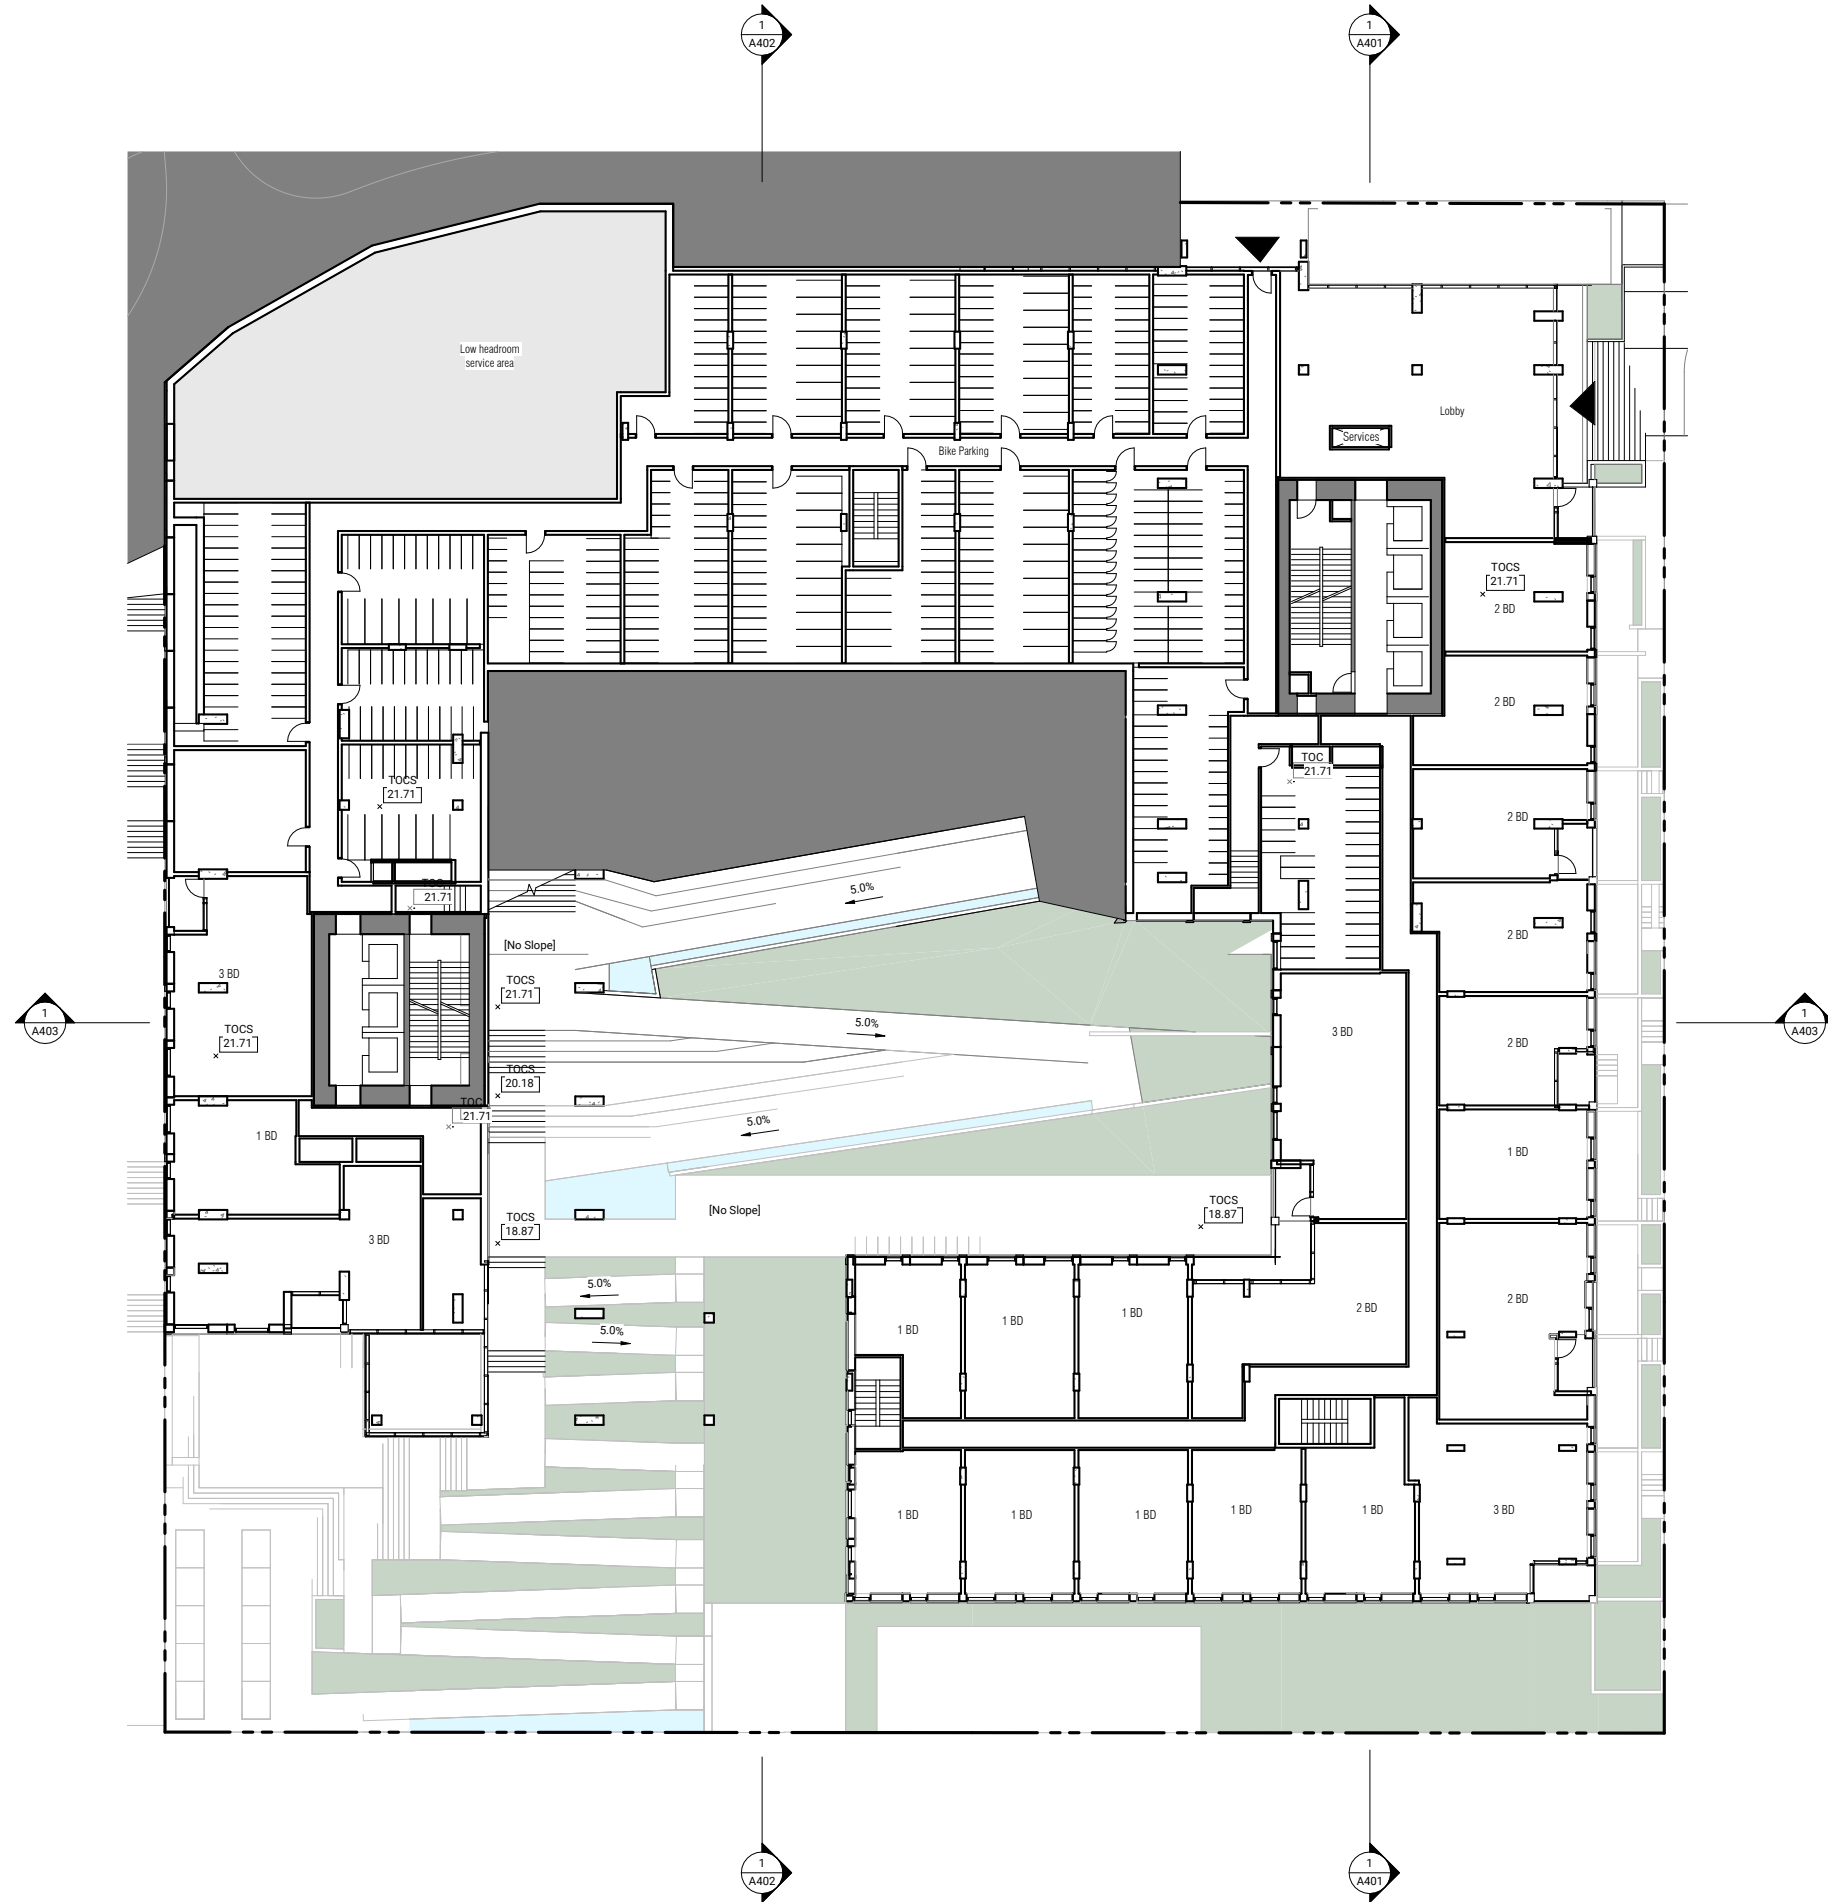 1
A402
1
A401
Low headroom
service area
Lobby
Services
Bike Parking
TOCS
21.71
2 BD
2 BD
TOC
21.71
TOCS
21.71
2 BD
21.71
5.0%
2 BD
[No Slope]
3 BD
TOCS
21.71
1
A403
TOCS
21.71
5.0%
3 BD
2 BD
1
A403
TOCS
20.18
TOC
21.71
5.0%
1 BD
1 BD
TOCS
18.87
[No Slope]
TOCS
18.87
3 BD
5.0%
5.0%
1 BD
1 BD
1 BD
2 BD
2 BD
1 BD
1 BD
1 BD
1 BD
1 BD
3 BD
1
A402
1
A401